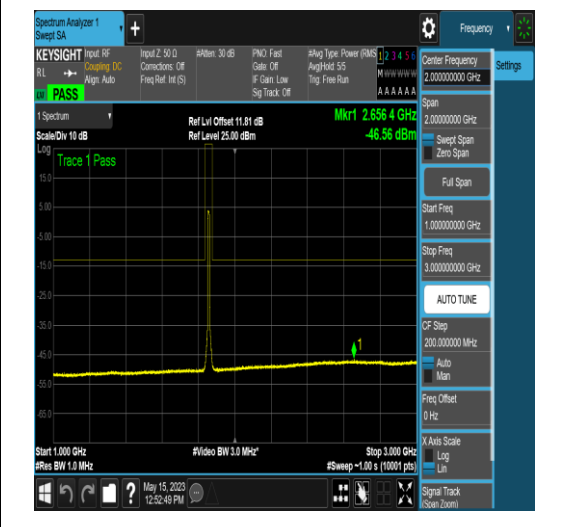 Spectrum Analyzer 1
Swept SA
Frequency
KEYSIGHT
RL
Input: RF
Coupling: DC
Align: Auto
Input Z: 50 Ω
Corrections: Off
Freq Ref: Int (S)
#Atten: 30 dB
PNO: Fast
Gate: Off
IF Gain: Low
Sig Track: Off
#Avg Type: Power (RMS
Avg|Hold: 5/5
Trig: Free Run
1 2 3 4 5 6
M W W W W W
A A A A A A
PASS
1 Spectrum
Scale/Div 10 dB
Ref Lvl Offset 11.81 dB
Ref Level 25.00 dBm
Mkr1 2.656 4 GHz
-46.56 dBm
Log
Trace 1 Pass
15.0
5.00
-5.00
-15.0
-25.0
-35.0
-45.0
-55.0
-65.0
1
Start 1.000 GHz
#Res BW 1.0 MHz
#Video BW 3.0 MHz*
Stop 3.000 GHz
#Sweep ~1.00 s (10001 pts)
Center Frequency
2.000000000 GHz
Settings
Span
2.00000000 GHz
Swept Span
Zero Span
Full Span
Start Freq
1.000000000 GHz
Stop Freq
3.000000000 GHz
AUTO TUNE
CF Step
200.000000 MHz
Auto
Man
Freq Offset
0 Hz
X Axis Scale
Log
Lin
Signal Track
(Span Zoom)
?
May 15, 2023
12:52:49 PM